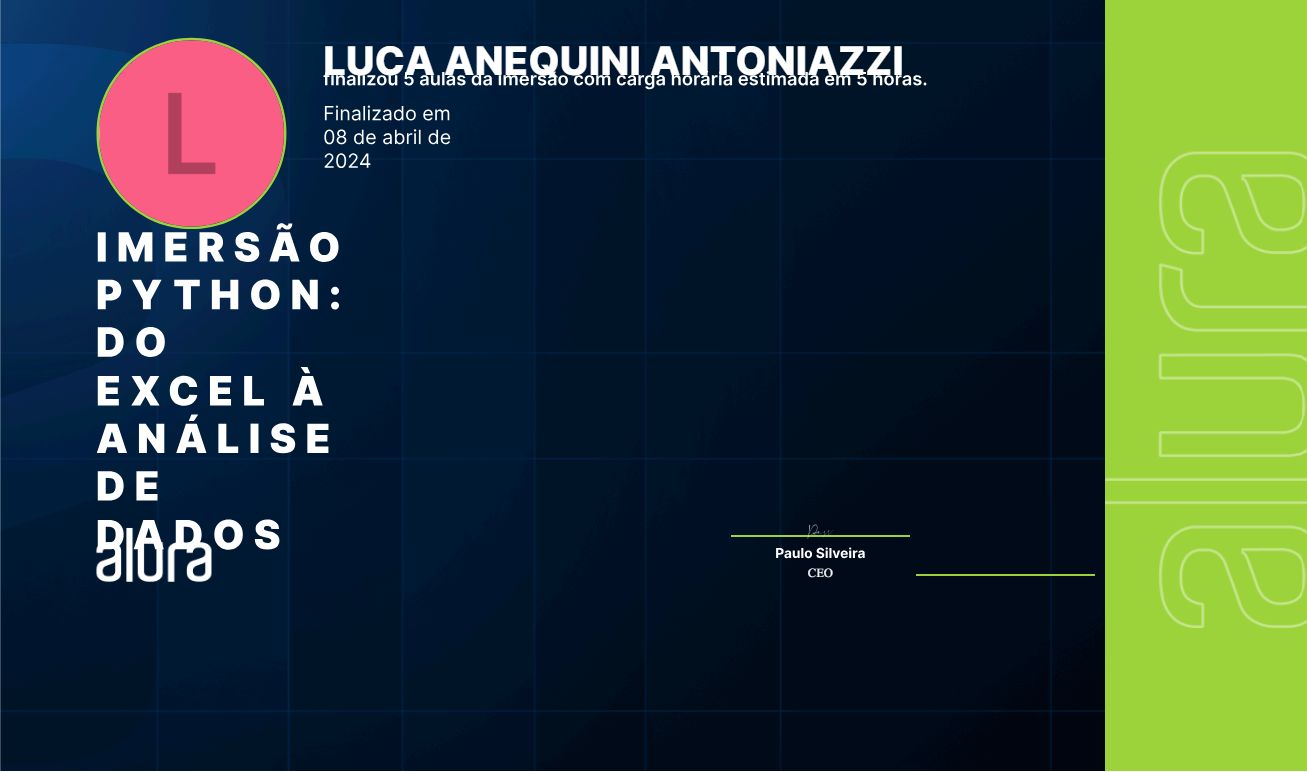 L
LUCA ANEQUINI ANTONIAZZI
finalizou 5 aulas da imersão com carga horária estimada em 5 horas.
Finalizado em
08 de abril de
2024
IMERSÃO
PYTHON:
DO
EXCEL À
ANÁLISE
DE
DADOS
alura
Paulo Silveira
CEO
alura